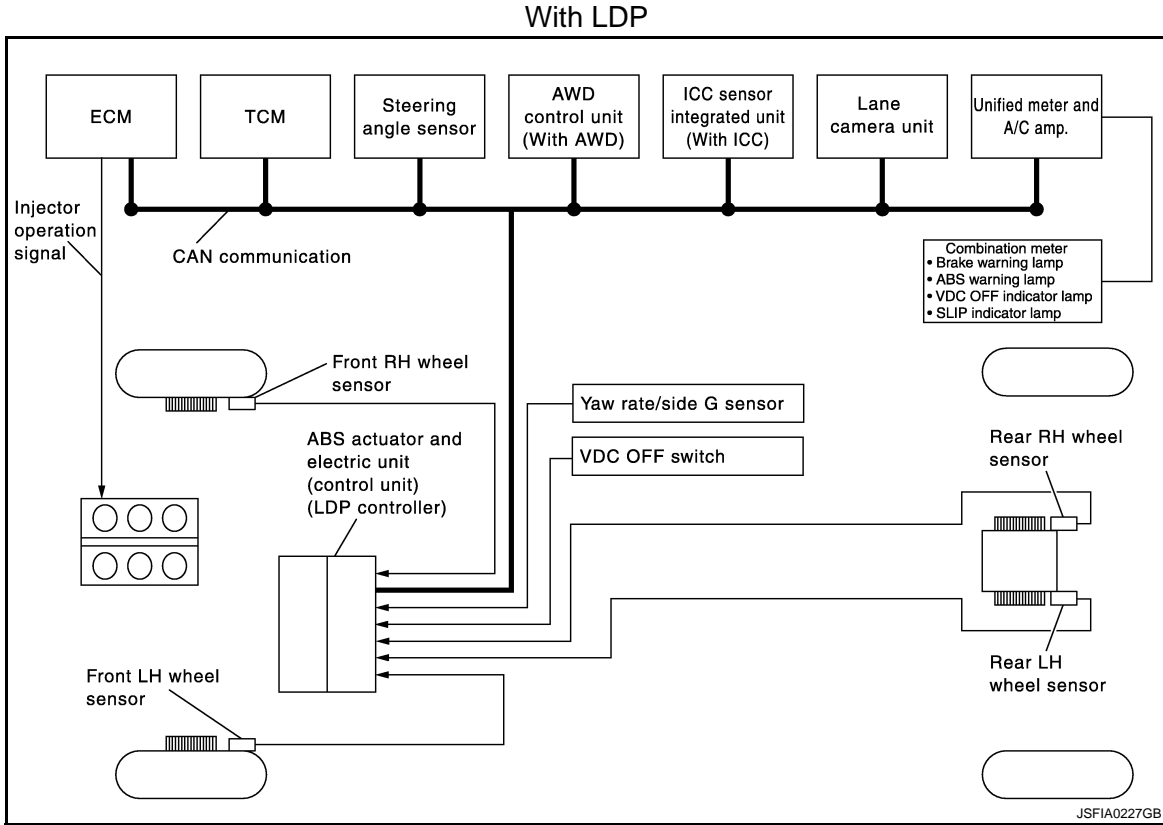 With LDP
ECM
TCM
Steering
angle sensor
AWD
control unit
(With AWD)
ICC sensor
integrated unit
(With ICC)
Lane
camera unit
Unified meter and
A/C amp.
Injector
operation
signal
CAN communication
Combination meter
• Brake warning lamp
• ABS warning lamp
• VDC OFF indicator lamp
• SLIP indicator lamp
Front RH wheel
sensor
Yaw rate/side G sensor
VDC OFF switch
ABS actuator and
electric unit
(control unit)
(LDP controller)
Rear RH wheel
sensor
Front LH wheel
sensor
Rear LH
wheel sensor
JSFIA0227GB